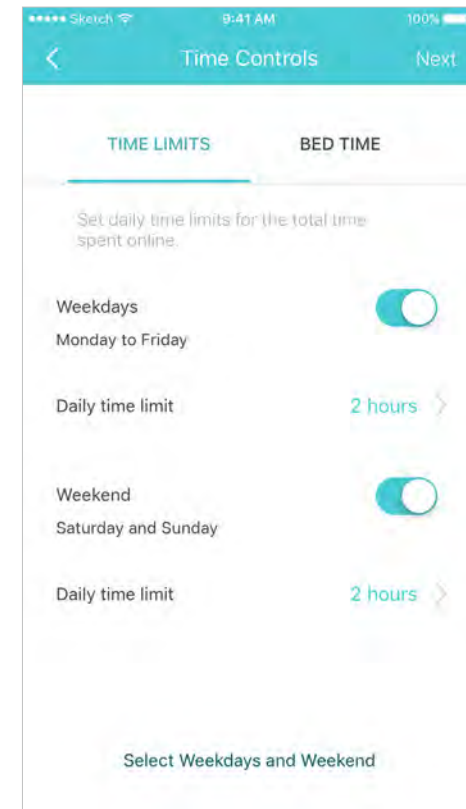 Sketch 9:41 AM 100%
Time Controls Next
TIME LIMITS BED TIME
Set daily time limits for the total time
spent online.
Weekdays
Monday to Friday
Daily time limit 2 hours
Weekend
Saturday and Sunday
Daily time limit 2 hours
Select Weekdays and Weekend